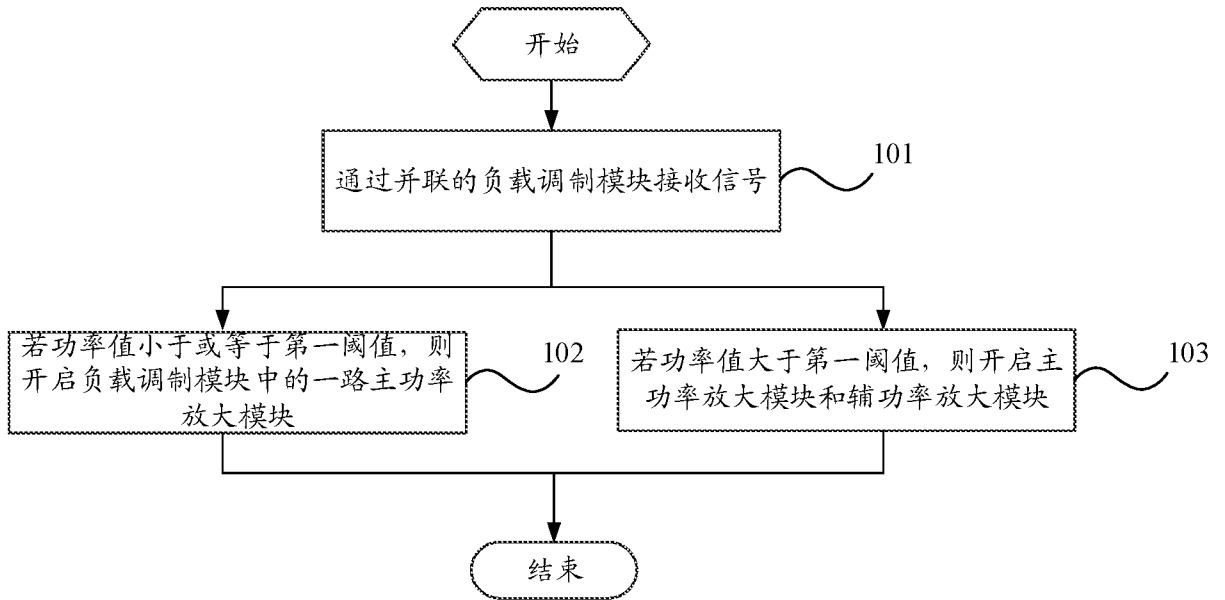 开始
通过并联的负载调制模块接收信号
101
若功率值小于或等于第一阈值，则
开启负载调制模块中的一路主功率
放大模块
102
若功率值大于第一阈值，则开启主
功率放大模块和辅功率放大模块
103
结束